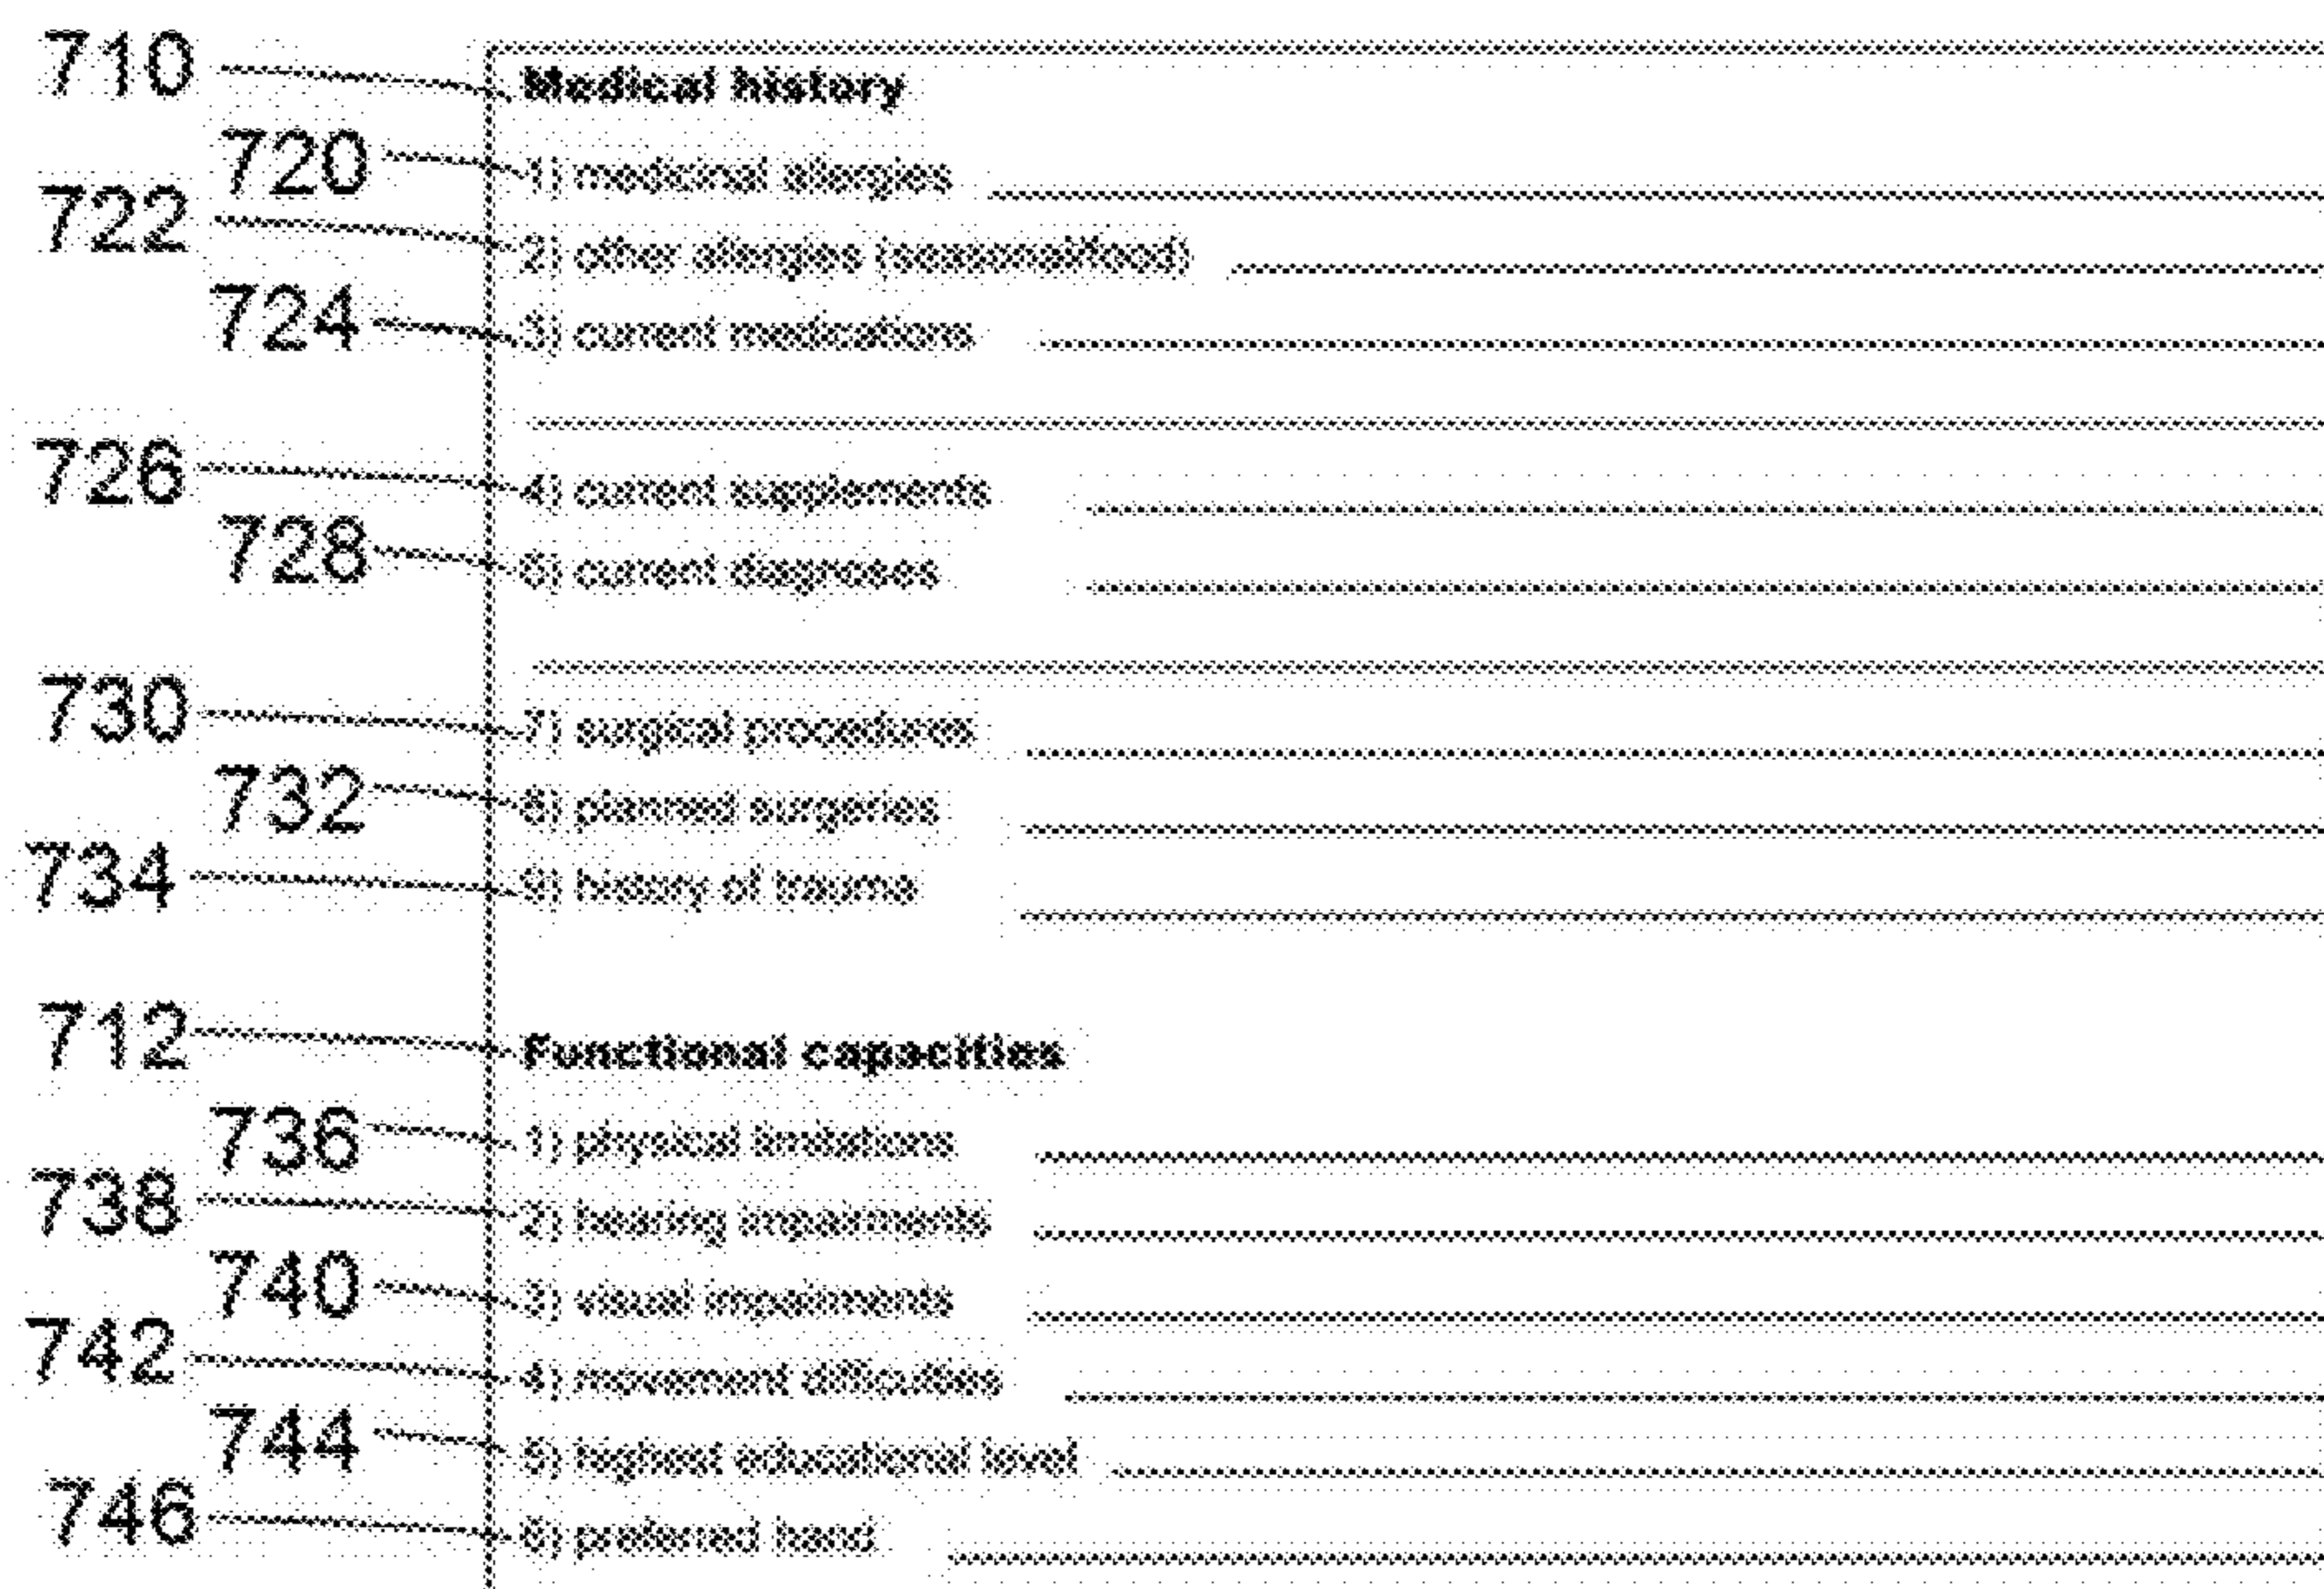 710 Medical history
720 1) medicinal allergies
722 2) other allergies (seasonal/food)
724 3) current medications
726 4) current supplements
728 6) current diagnoses
730 7) surgical procedures
732 8) planned surgeries
734 9) history of trauma
712 Functional capacities
736 1) physical limitations
738 2) hearing impairments
740 3) visual impairments
742 4) movement difficulties
744 5) highest educational level
746 6) preferred hand